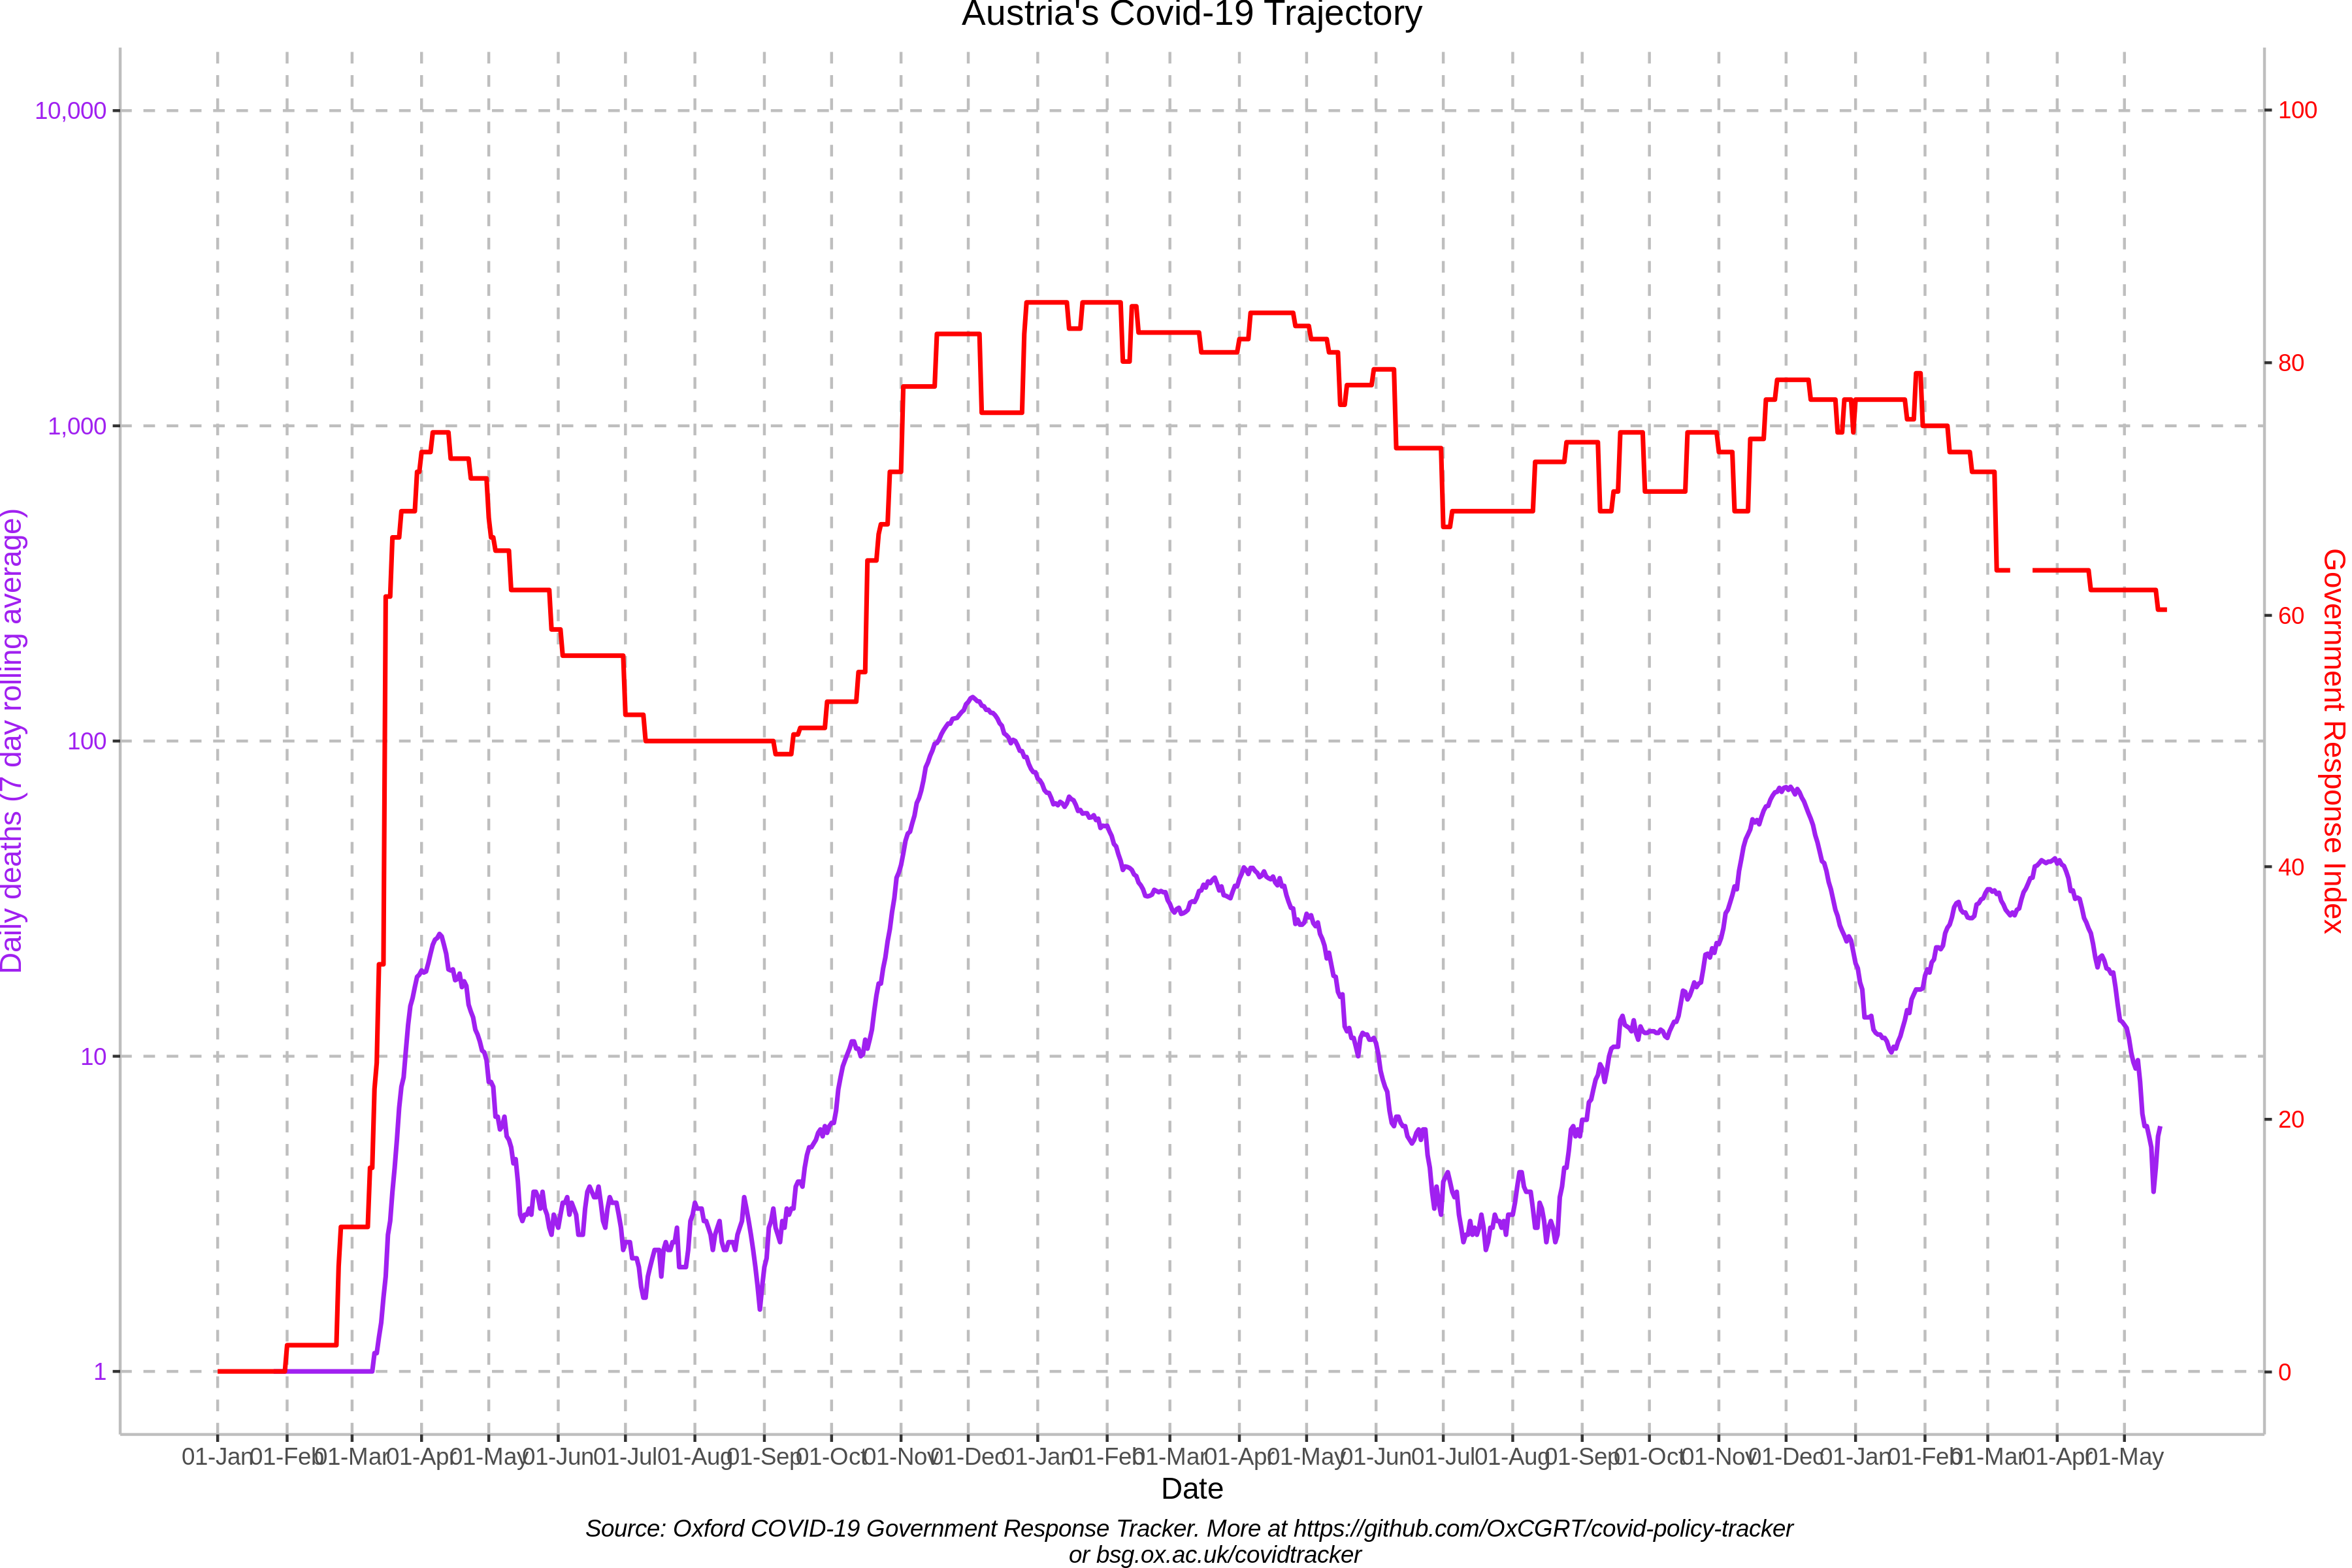 Austria's Covid-19 Trajectory
10,000
1,000
100
10
1
Daily deaths (7 day rolling average)
100
80
60
40
20
0
Government Response Index
01-Jan 01-Feb 01-Mar 01-Apr 01-May 01-Jun 01-Jul 01-Aug 01-Sep 01-Oct 01-Nov 01-Dec 01-Jan 01-Feb 01-Mar 01-Apr 01-May 01-Jun 01-Jul 01-Aug 01-Sep 01-Oct 01-Nov 01-Dec 01-Jan 01-Feb 01-Mar 01-Apr 01-May
Date
Source: Oxford COVID-19 Government Response Tracker. More at https://github.com/OxCGRT/covid-policy-tracker
or bsg.ox.ac.uk/covidtracker